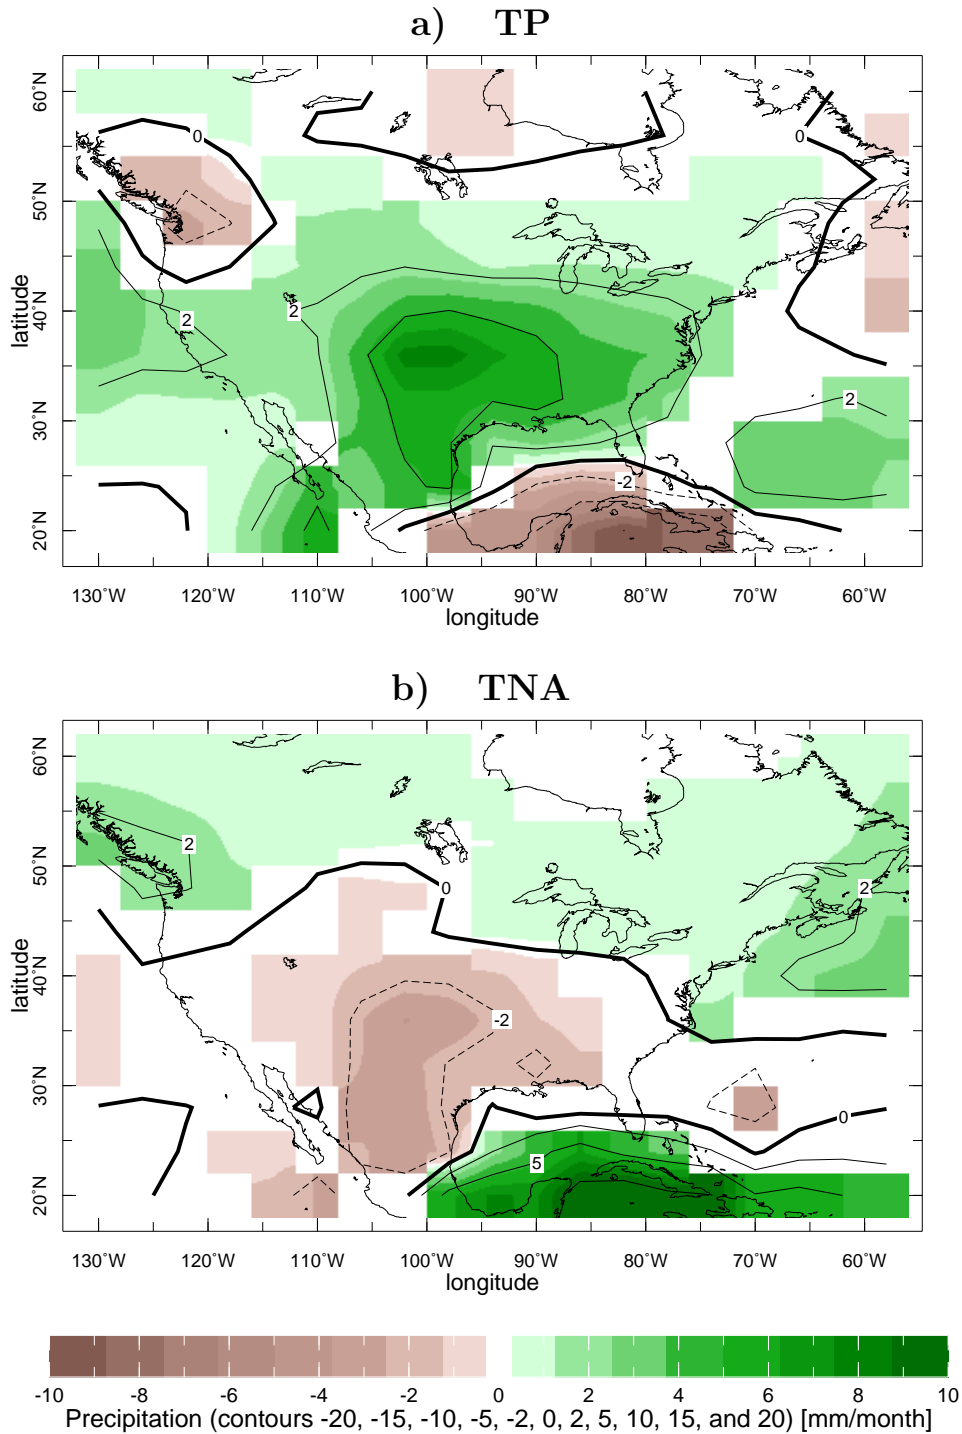 a) TP
60°N
50°N
40°N
30°N
20°N
latitude
0
0
2
2
2
-2
130°W 120°W 110°W 100°W 90°W 80°W 70°W 60°W
longitude
b) TNA
60°N
50°N
40°N
30°N
20°N
latitude
2
0
2
-2
0
5
130°W 120°W 110°W 100°W 90°W 80°W 70°W 60°W
longitude
-10 -8 -6 -4 -2 0 2 4 6 8 10
Precipitation (contours -20, -15, -10, -5, -2, 0, 2, 5, 10, 15, and 20) [mm/month]